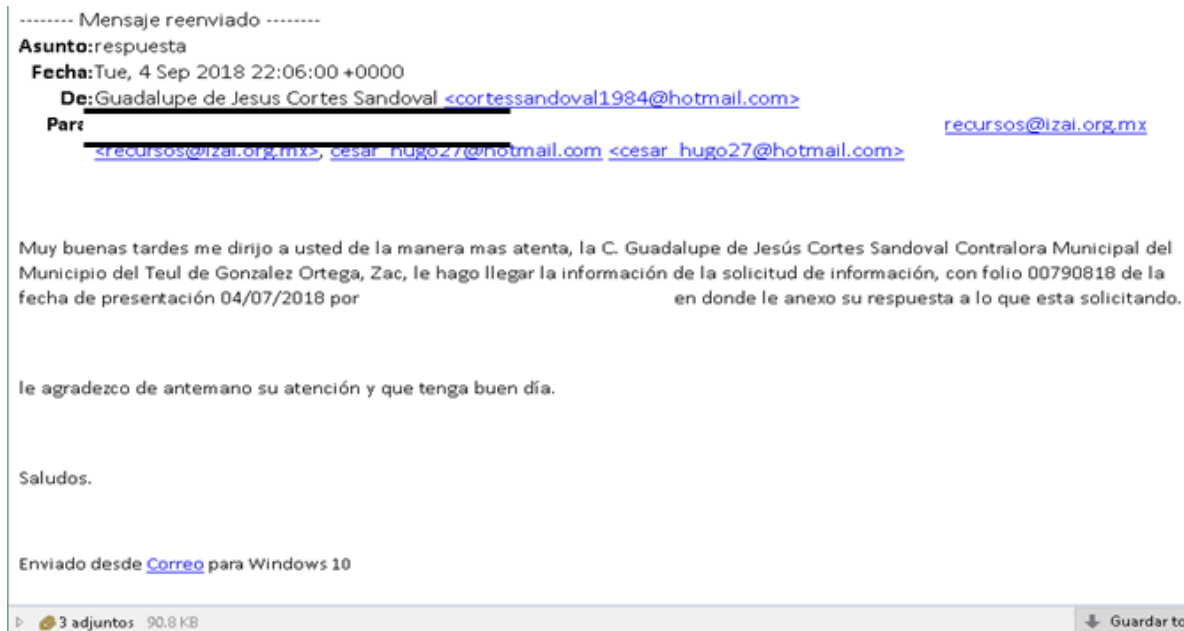 -------- Mensaje reenviado --------
Asunto:respuesta
Fecha:Tue, 4 Sep 2018 22:06:00 +0000
De:Guadalupe de Jesus Cortes Sandoval <cortessandoval1984@hotmail.com>
Para recursos@izai.org.mx
<recursos@izai.org.mx>, cesar_hugo27@hotmail.com <cesar_hugo27@hotmail.com>
Muy buenas tardes me dirijo a usted de la manera mas atenta, la C. Guadalupe de Jesús Cortes Sandoval Contralora Municipal del
Municipio del Teul de Gonzalez Ortega, Zac, le hago llegar la información de la solicitud de información, con folio 00790818 de la
fecha de presentación 04/07/2018 por en donde le anexo su respuesta a lo que esta solicitando.
le agradezco de antemano su atención y que tenga buen día.
Saludos.
Enviado desde Correo para Windows 10
3 adjuntos 90.8 KB Guardar to